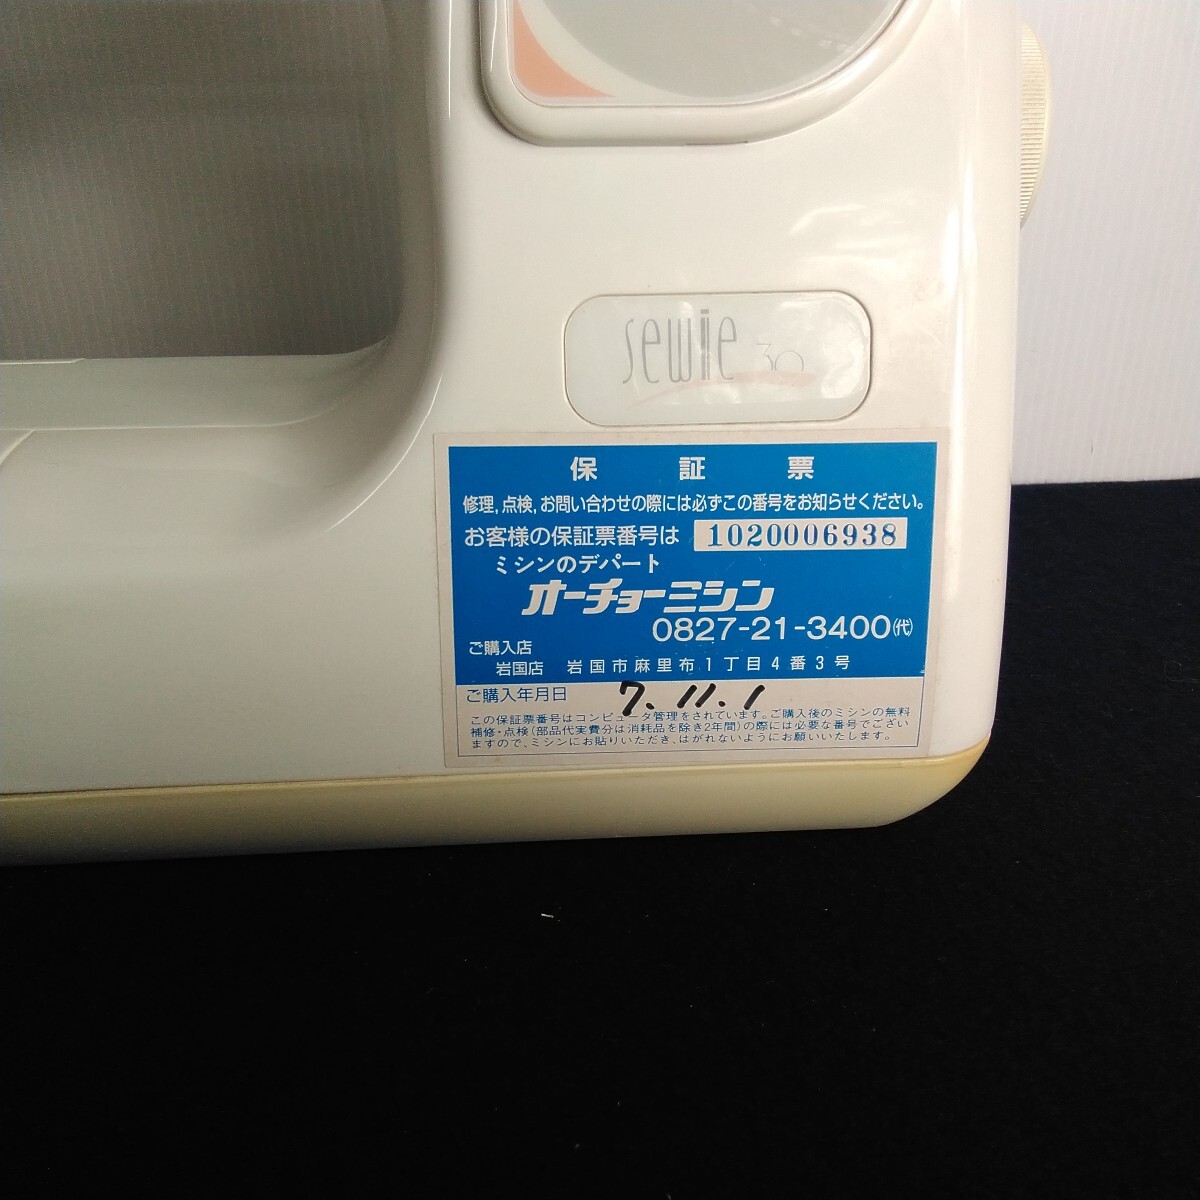 sewiie 30
保証票
修理,点検,お問い合わせの際には必ずこの番号をお知らせください。
お客様の保証票番号は 1020006938
ミシンのデパート
オーチョーミシン
0827-21-3400(代)
ご購入店
岩国店 岩国市麻里布1丁目4番3号
ご購入年月日 7.11.1
この保証票番号はコンピュータ管理をされています。ご購入後のミシンの無料
補修・点検(部品代実費分は消耗品を除き2年間)の際には必要な番号でござい
ますので、ミシンにお貼りいただき、はがれないようにお願いいたします。